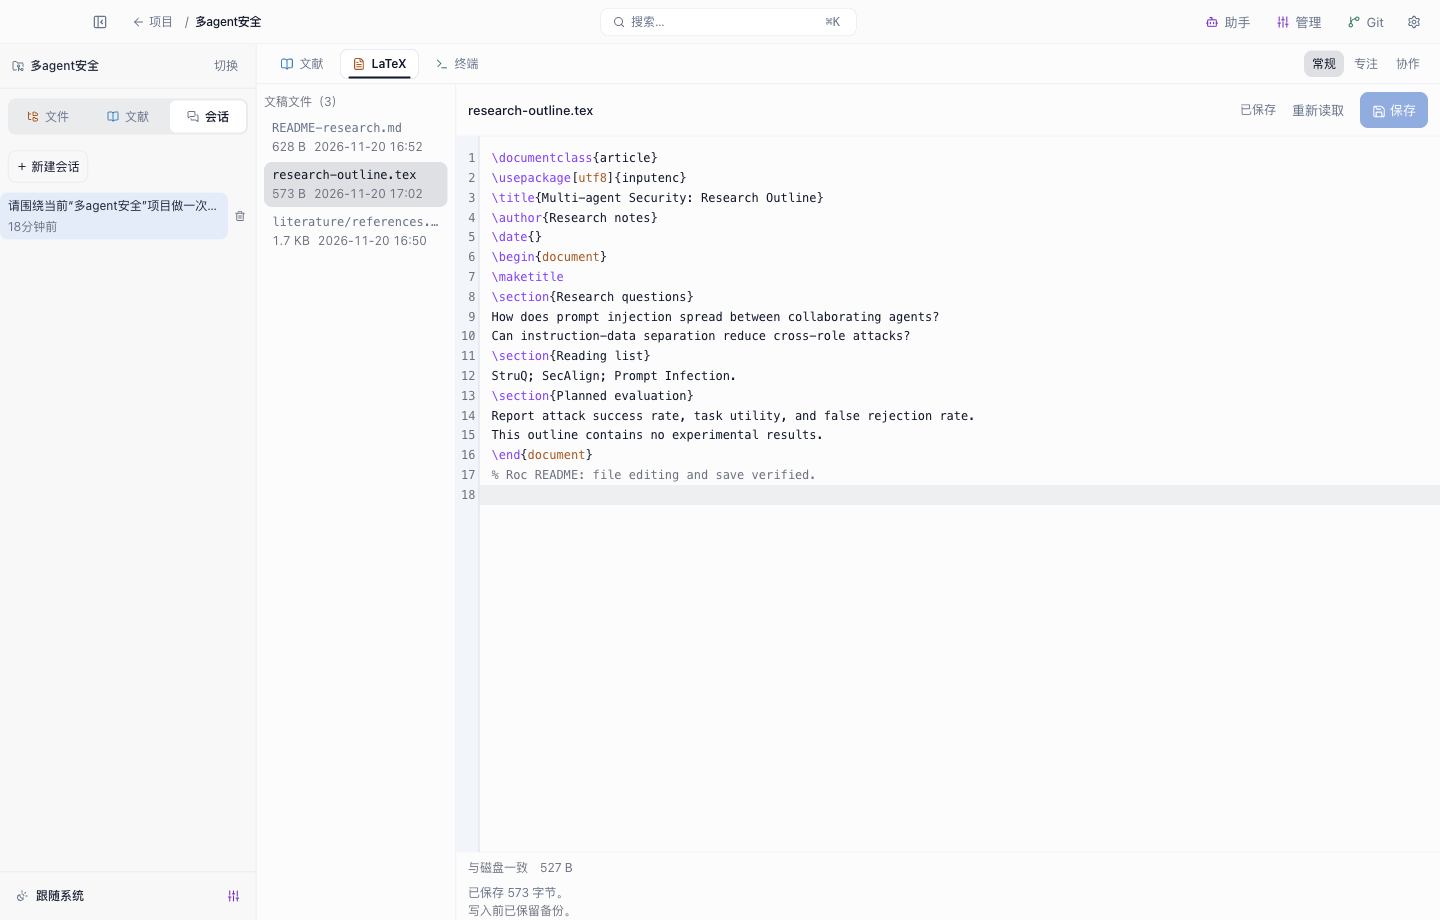 项目 / 多agent安全
搜索... ⌘K
助手 管理 Git
多agent安全 切换
文件 文献 会话
+ 新建会话
请围绕当前“多agent安全”项目做一次...
18分钟前
跟随系统
文献 LaTeX 终端
常规 专注 协作
文稿文件 (3)
README-research.md
628 B 2026-11-20 16:52
research-outline.tex
573 B 2026-11-20 17:02
literature/references.…
1.7 KB 2026-11-20 16:50
research-outline.tex
已保存 重新读取 保存
1 \documentclass{article}
2 \usepackage[utf8]{inputenc}
3 \title{Multi-agent Security: Research Outline}
4 \author{Research notes}
5 \date{}
6 \begin{document}
7 \maketitle
8 \section{Research questions}
9 How does prompt injection spread between collaborating agents?
10 Can instruction-data separation reduce cross-role attacks?
11 \section{Reading list}
12 StruQ; SecAlign; Prompt Infection.
13 \section{Planned evaluation}
14 Report attack success rate, task utility, and false rejection rate.
15 This outline contains no experimental results.
16 \end{document}
17 % Roc README: file editing and save verified.
18
与磁盘一致 527 B
已保存 573 字节。
写入前已保留备份。